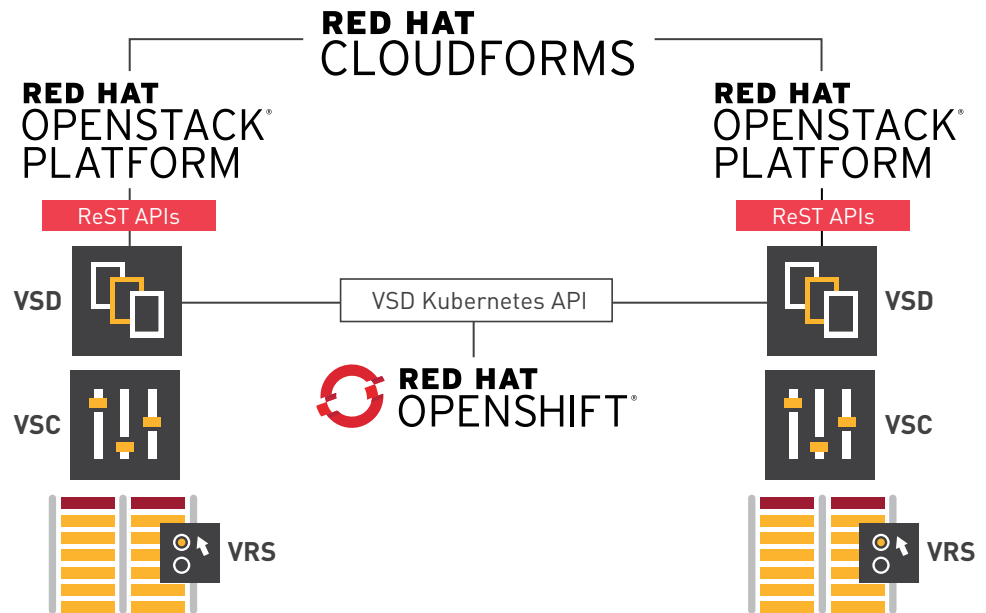 RED HAT
CLOUDFORMS
RED HAT
OPENSTACK®
PLATFORM
RED HAT
OPENSTACK®
PLATFORM
ReST APIs
ReST APIs
VSD
VSD Kubernetes API
VSD
RED HAT
OPENSHIFT®
VSC
VSC
VRS
VRS